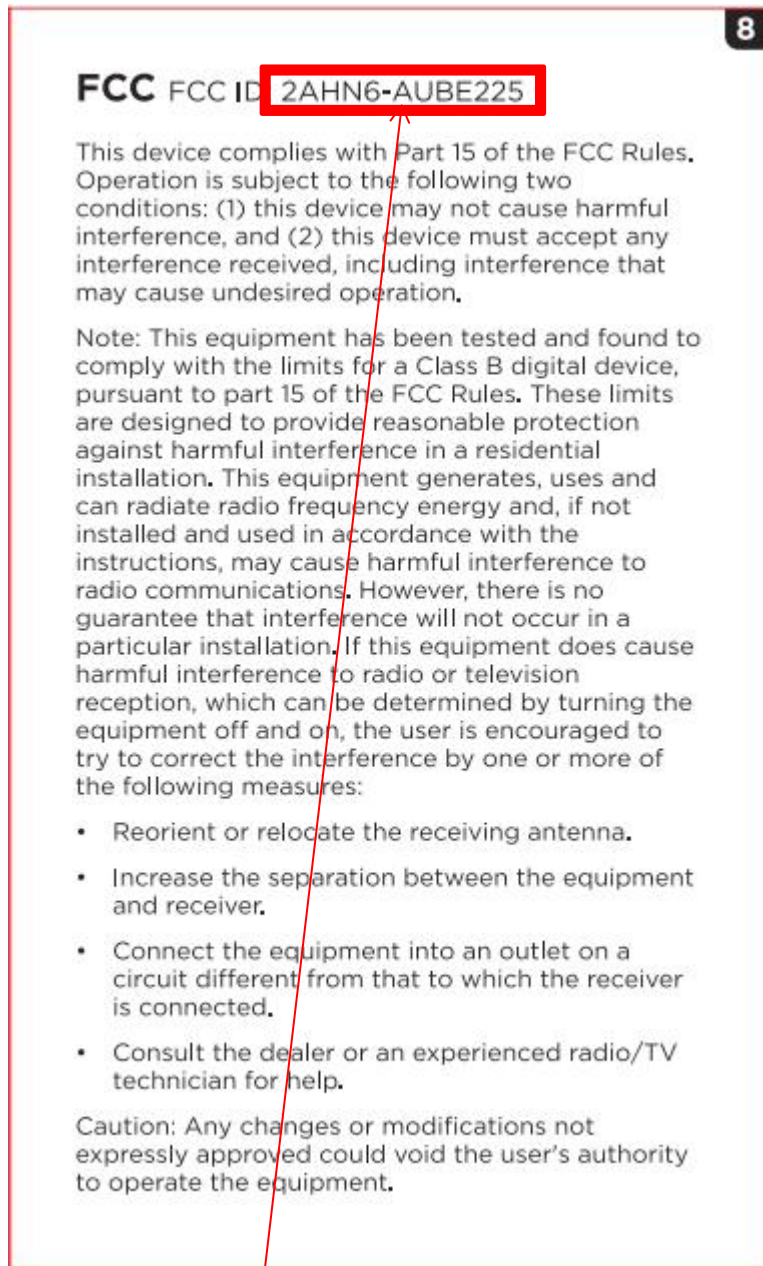 8
FCC FCC ID 2AHN6-AUBE225
This device complies with Part 15 of the FCC Rules.
Operation is subject to the following two
conditions: (1) this device may not cause harmful
interference, and (2) this device must accept any
interference received, including interference that
may cause undesired operation.
Note: This equipment has been tested and found to
comply with the limits for a Class B digital device,
pursuant to part 15 of the FCC Rules. These limits
are designed to provide reasonable protection
against harmful interference in a residential
installation. This equipment generates, uses and
can radiate radio frequency energy and, if not
installed and used in accordance with the
instructions, may cause harmful interference to
radio communications. However, there is no
guarantee that interference will not occur in a
particular installation. If this equipment does cause
harmful interference to radio or television
reception, which can be determined by turning the
equipment off and on, the user is encouraged to
try to correct the interference by one or more of
the following measures:
• Reorient or relocate the receiving antenna.
• Increase the separation between the equipment
and receiver.
• Connect the equipment into an outlet on a
circuit different from that to which the receiver
is connected.
• Consult the dealer or an experienced radio/TV
technician for help.
Caution: Any changes or modifications not
expressly approved could void the user's authority
to operate the equipment.